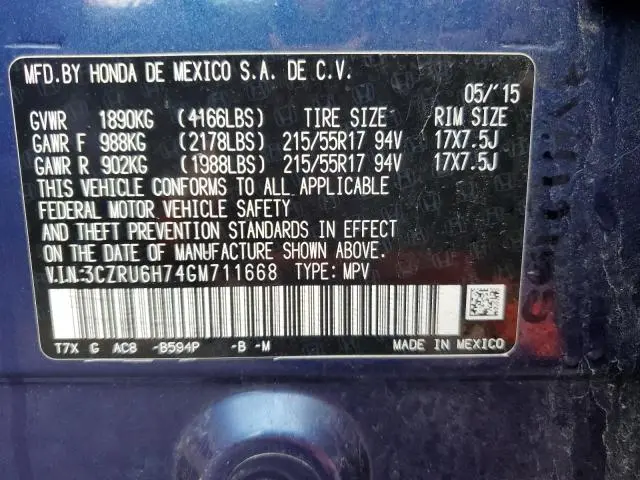 MFD. BY HONDA DE MEXICO S.A. DE C.V.
05/'15
GVWR 1890KG (4166LBS) TIRE SIZE RIM SIZE
GAWR F 988KG (2178LBS) 215/55R17 94V 17X7.5J
GAWR R 902KG (1988LBS) 215/55R17 94V 17X7.5J
THIS VEHICLE CONFORMS TO ALL APPLICABLE
FEDERAL MOTOR VEHICLE SAFETY
AND THEFT PREVENTION STANDARDS IN EFFECT
ON THE DATE OF MANUFACTURE SHOWN ABOVE.
V.I.N.:3CZRU6H74GM711668 TYPE: MPV
T7X G AC8 -B594P -B -M MADE IN MEXICO